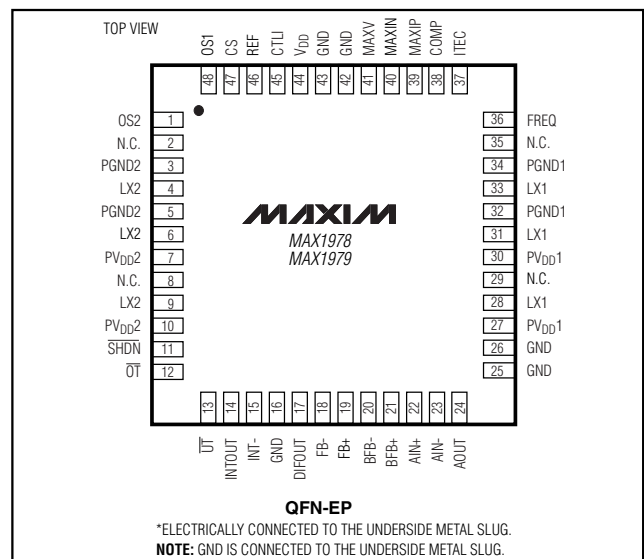 TOP VIEW
OS1 CS REF CTLI VDD GND GND MAXV MAXIN MAXIP COMP ITEC
48 47 46 45 44 43 42 41 40 39 38 37
OS2 1
N.C. 2
PGND2 3
LX2 4
PGND2 5
LX2 6
PVDD2 7
N.C. 8
LX2 9
PVDD2 10
SHDN 11
OT 12
MAXIM
MAX1978
MAX1979
36 FREQ
35 N.C.
34 PGND1
33 LX1
32 PGND1
31 LX1
30 PVDD1
29 N.C.
28 LX1
27 PVDD1
26 GND
25 GND
13 14 15 16 17 18 19 20 21 22 23 24
UT INTOUT INT- GND DIFOUT FB- FB+ BFB- BFB+ AIN+ AIN- AOUT
QFN-EP
*ELECTRICALLY CONNECTED TO THE UNDERSIDE METAL SLUG.
NOTE: GND IS CONNECTED TO THE UNDERSIDE METAL SLUG.